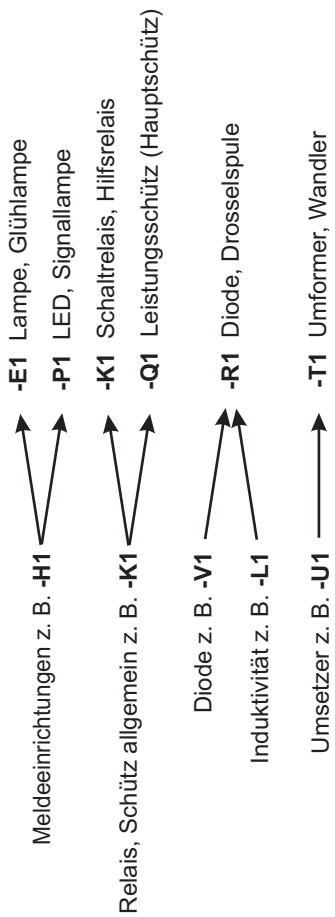 Meldeeinrichtungen z. B. -H1
-E1 Lampe, Glühlampe
-P1 LED, Signallampe
Relais, Schütz allgemein z. B. -K1
-K1 Schaltrelais, Hilfsrelais
-Q1 Leistungsschütz (Hauptschütz)
Diode z. B. -V1
Induktivität z. B. -L1
-R1 Diode, Drosselspule
Umsetzer z. B. -U1
-T1 Umformer, Wandler